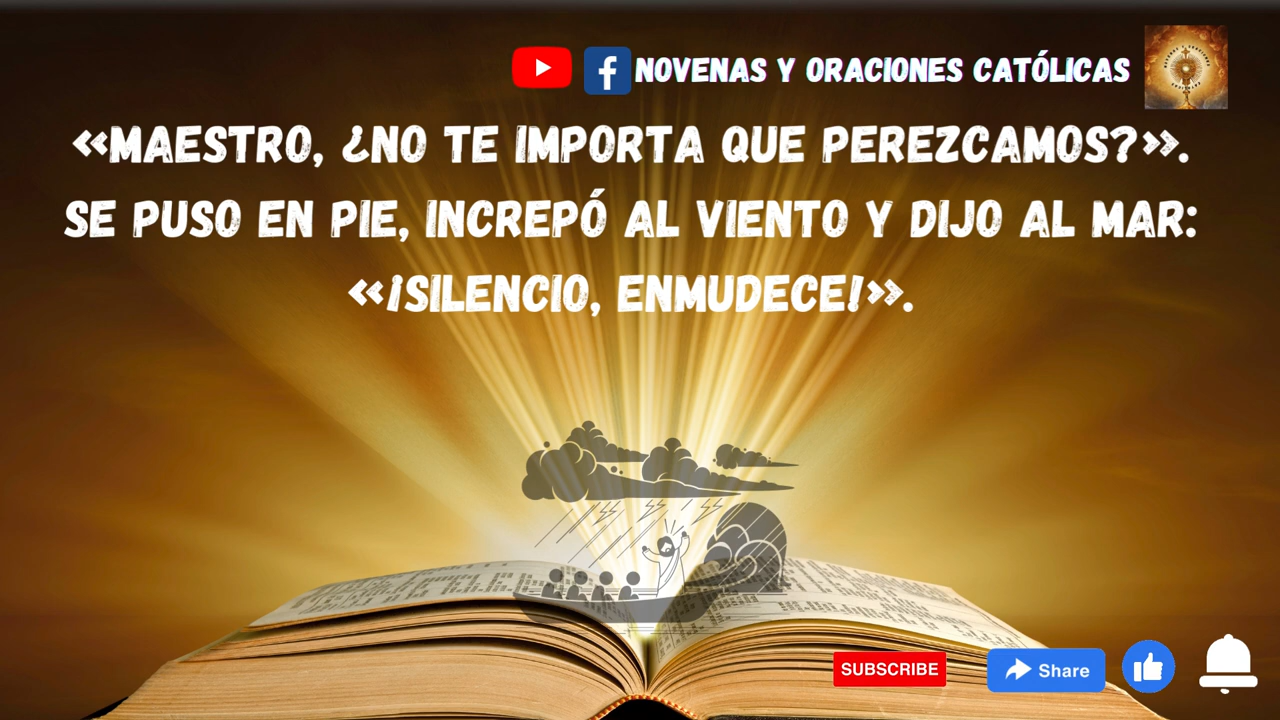 NOVENAS Y ORACIONES CATÓLICAS
«MAESTRO, ¿NO TE IMPORTA QUE PEREZCAMOS?».
SE PUSO EN PIE, INCREPÓ AL VIENTO Y DIJO AL MAR:
«¡SILENCIO, ENMUDECE!».
SUBSCRIBE
Share